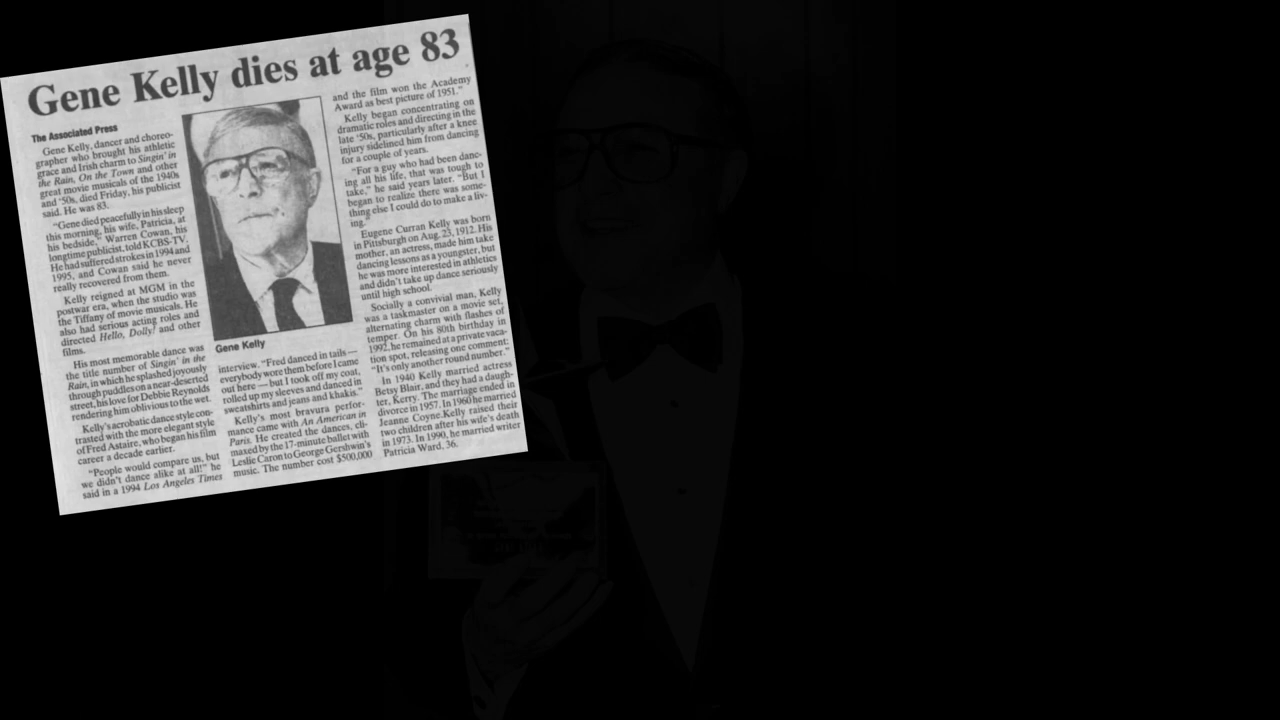 Gene Kelly dies at age 83
The Associated Press
Gene Kelly, dancer and choreo-
grapher who brought his athletic
grace and Irish charm to Singin' in
the Rain, On the Town and other
great movie musicals of the 1940s
and '50s, died Friday, his publicist
said. He was 83.
"Gene died peacefully in his sleep
this morning, his wife, Patricia, at
his bedside," Warren Cowan, his
longtime publicist, told KCBS-TV.
He had suffered strokes in 1994 and
1995, and Cowan said he never
really recovered from them.
Kelly reigned at MGM in the
postwar era, when the studio was
the Tiffany of movie musicals. He
also had serious acting roles and
directed Hello, Dolly! and other
films.
His most memorable dance was
the title number of Singin' in the
Rain, in which he splashed joyously
through puddles on a near-deserted
street, his love for Debbie Reynolds
rendering him oblivious to the wet.
Kelly's acrobatic dance style con-
trasted with the more elegant style
of Fred Astaire, who began his film
career a decade earlier.
"People would compare us, but
we didn't dance alike at all!" he
said in a 1994 Los Angeles Times
Gene Kelly
interview. "Fred danced in tails —
everybody wore them before I came
out here — but I took off my coat,
rolled up my sleeves and danced in
sweatshirts and jeans and khakis."
Kelly's most bravura perfor-
mance came with An American in
Paris. He created the dances, cli-
maxed by the 17-minute ballet with
Leslie Caron to George Gershwin's
music. The number cost $500,000
and the film won the Academy
Award as best picture of 1951."
Kelly began concentrating on
dramatic roles and directing in the
late '50s, particularly after a knee
injury sidelined him from dancing
for a couple of years.
"For a guy who had been danc-
ing all his life, that was tough to
take," he said years later. "But I
began to realize there was some-
thing else I could do to make a liv-
ing."
Eugene Curran Kelly was born
in Pittsburgh on Aug. 23, 1912. His
mother, an actress, made him take
dancing lessons as a youngster, but
he was more interested in athletics
and didn't take up dance seriously
until high school.
Socially a convivial man, Kelly
was a taskmaster on a movie set,
alternating charm with flashes of
temper. On his 80th birthday in
1992, he remained at a private vaca-
tion spot, releasing one comment:
"It's only another round number."
In 1940 Kelly married actress
Betsy Blair, and they had a daugh-
ter, Kerry. The marriage ended in
divorce in 1957. In 1960 he married
Jeanne Coyne.Kelly raised their
two children after his wife's death
in 1973. In 1990, he married writer
Patricia Ward, 36.